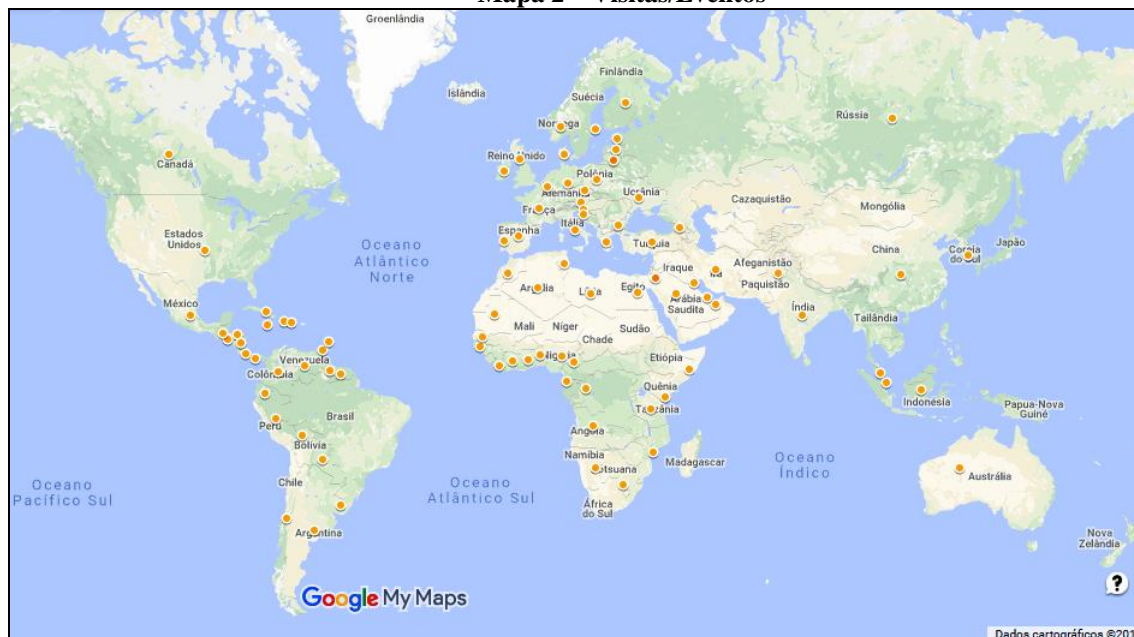 Mapa 2 – Visitas/Eventos
Groenlândia
Islândia
Finlândia
Suécia
Noruega
Rússia
Reino Unido
Canadá
Polônia
Alemanha
Ucrânia
França
Cazaquistão
Mongólia
Itália
Espanha
Estados
Unidos
Oceano
Atlântico
Norte
Turquia
China
Coreia
do Sul
Japão
Iraque
Irã
Afeganistão
Paquistão
Argélia
Líbia
Egito
Arábia
Saudita
México
Índia
Mali
Níger
Sudão
Chade
Tailândia
Nigéria
Etiópia
Venezuela
Colômbia
Quênia
Indonésia
Papua-Nova
Guiné
Tanzânia
Brasil
Peru
Angola
Bolívia
Namíbia
Madagascar
Botsuana
Oceano
Índico
Oceano
Pacífico Sul
Oceano
Atlântico Sul
Chile
Austrália
África
do Sul
Argentina
Nova
Zelândia
Google My Maps
?
Dados cartográficos ©201